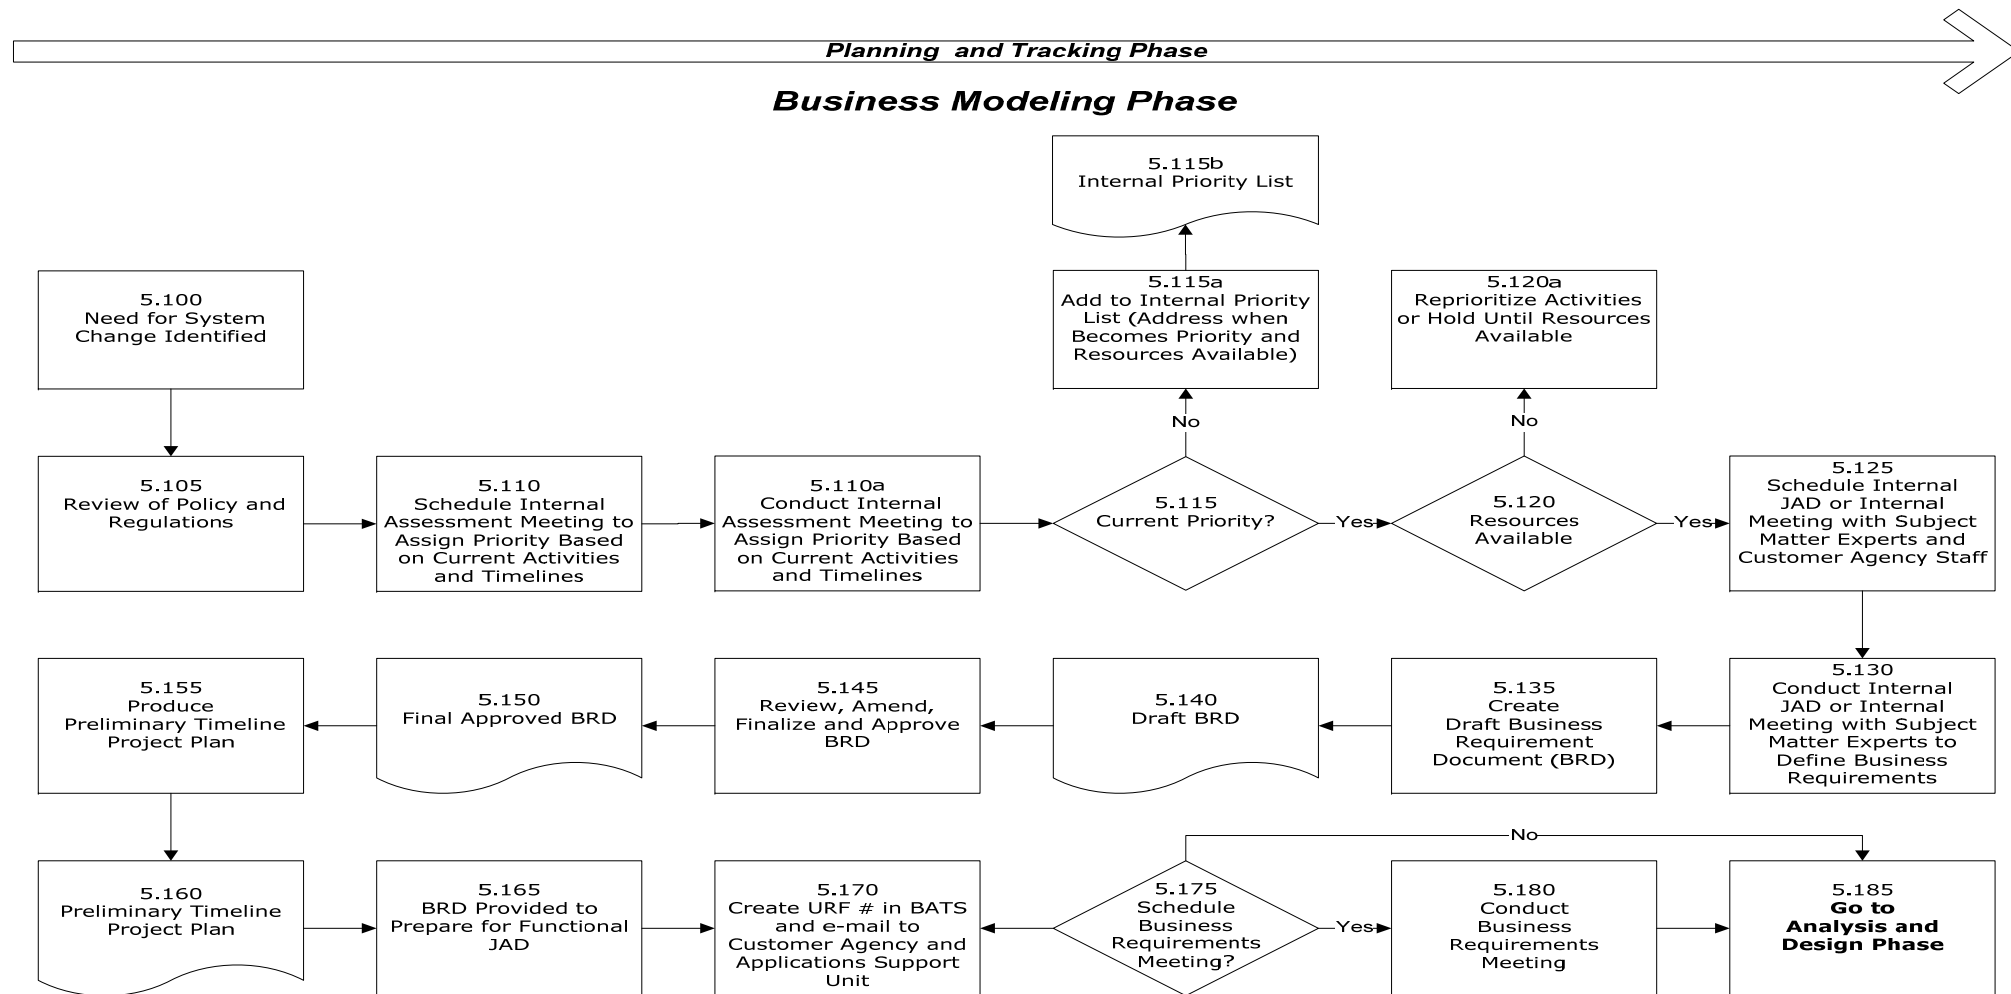 Planning and Tracking Phase
Business Modeling Phase
5.115b
Internal Priority List
5.100
Need for System
Change Identified
5.115a
Add to Internal Priority
List (Address when
Becomes Priority and
Resources Available)
5.120a
Reprioritize Activities
or Hold Until Resources
Available
No
No
5.105
Review of Policy and
Regulations
5.110
Schedule Internal
Assessment Meeting to
Assign Priority Based
on Current Activities
and Timelines
5.110a
Conduct Internal
Assessment Meeting to
Assign Priority Based
on Current Activities
and Timelines
5.115
Current Priority?
Yes
5.120
Resources
Available
Yes
5.125
Schedule Internal
JAD or Internal
Meeting with Subject
Matter Experts and
Customer Agency Staff
5.155
Produce
Preliminary Timeline
Project Plan
5.150
Final Approved BRD
5.145
Review, Amend,
Finalize and Approve
BRD
5.140
Draft BRD
5.135
Create
Draft Business
Requirement
Document (BRD)
5.130
Conduct Internal
JAD or Internal
Meeting with Subject
Matter Experts to
Define Business
Requirements
No
5.160
Preliminary Timeline
Project Plan
5.165
BRD Provided to
Prepare for Functional
JAD
5.170
Create URF # in BATS
and e-mail to
Customer Agency and
Applications Support
Unit
5.175
Schedule
Business
Requirements
Meeting?
Yes
5.180
Conduct
Business
Requirements
Meeting
5.185
Go to
Analysis and
Design Phase